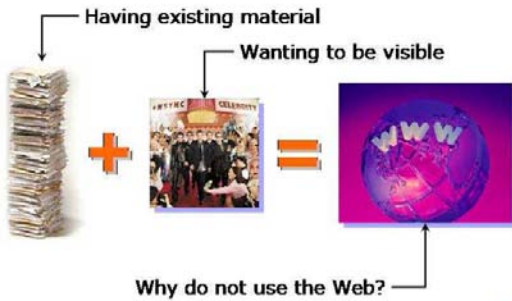 Having existing material
Wanting to be visible
*NSYNC CELEBRITY
WWW
Why do not use the Web?